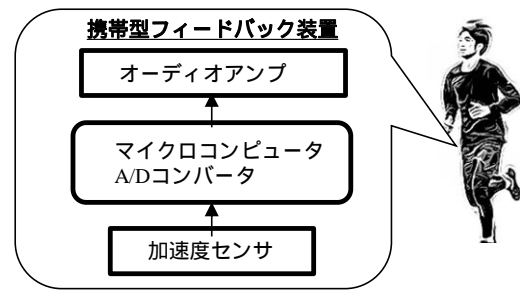 携帯型フィードバック装置
オーディオアンプ
マイクロコンピュータ
A/Dコンバータ
加速度センサ